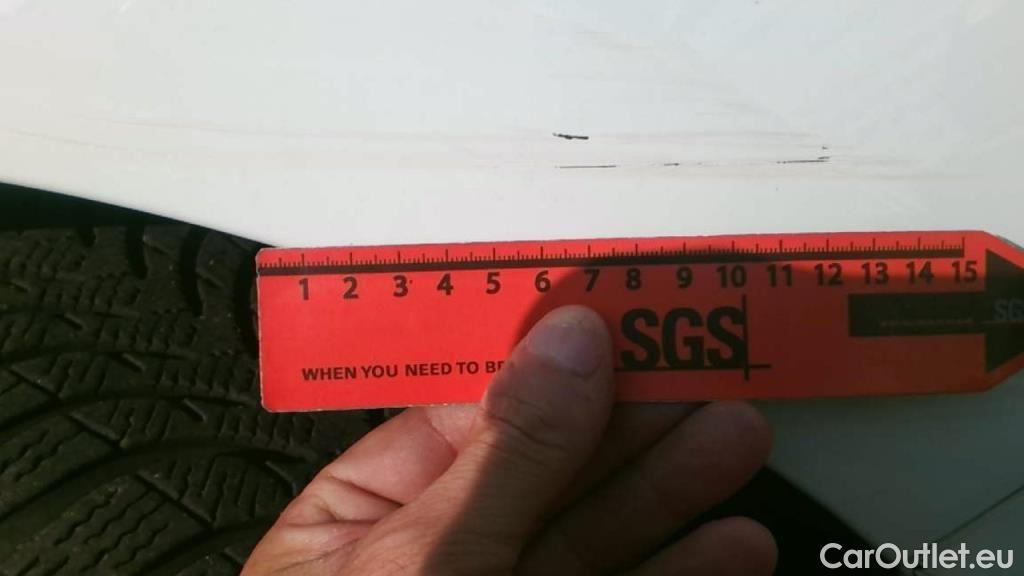 1 2 3 4 5 6 7 8 9 10 11 12 13 14 15
SGS
SG
WHEN YOU NEED TO BE
CarOutlet.eu